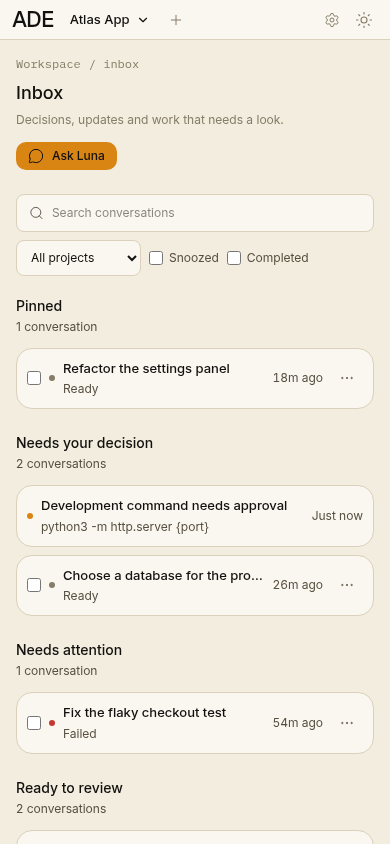 ADE Atlas App
Workspace / inbox
Inbox
Decisions, updates and work that needs a look.
Ask Luna
Search conversations
All projects Snoozed Completed
Pinned
1 conversation
Refactor the settings panel
Ready
18m ago
Needs your decision
2 conversations
Development command needs approval
python3 -m http.server {port}
Just now
Choose a database for the pro...
Ready
26m ago
Needs attention
1 conversation
Fix the flaky checkout test
Failed
54m ago
Ready to review
2 conversations